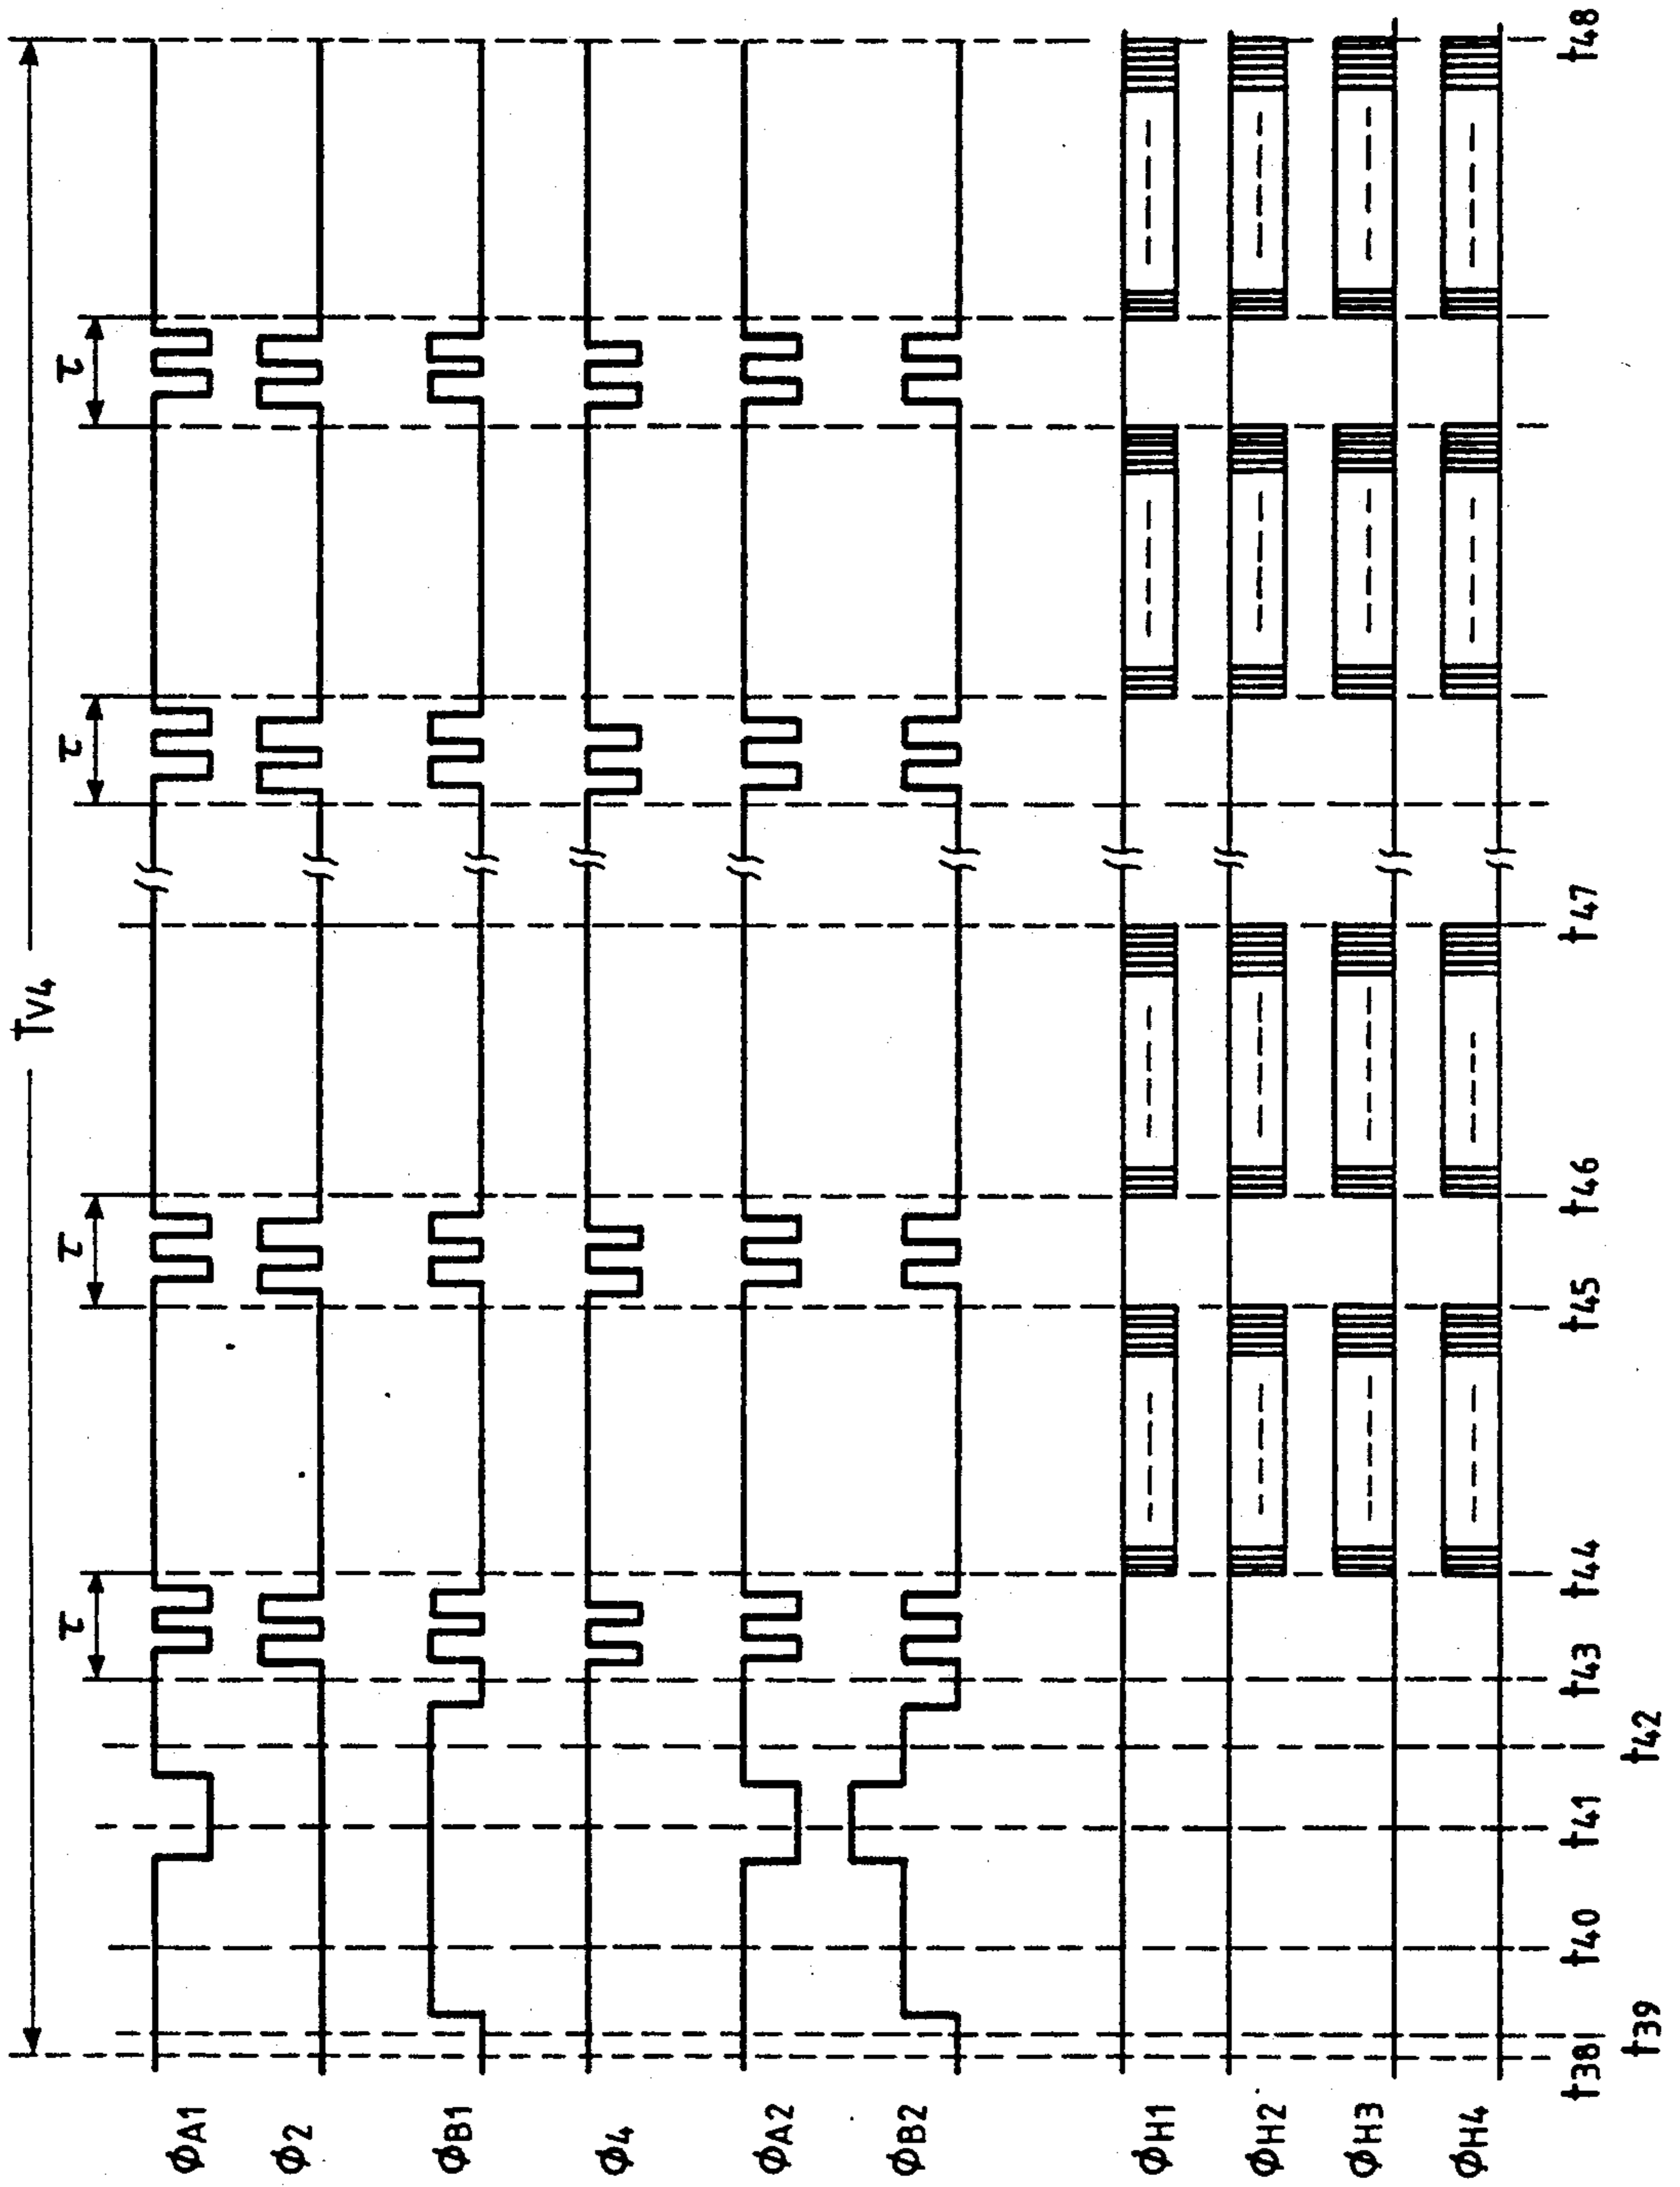 TV4
τ τ τ τ
ΦA1
Φ2
ΦB1
Φ4
ΦA2
ΦB2
ΦH1
ΦH2
ΦH3
ΦH4
t38 t39 t40 t41 t42 t43 t44 t45 t46 t47 t48